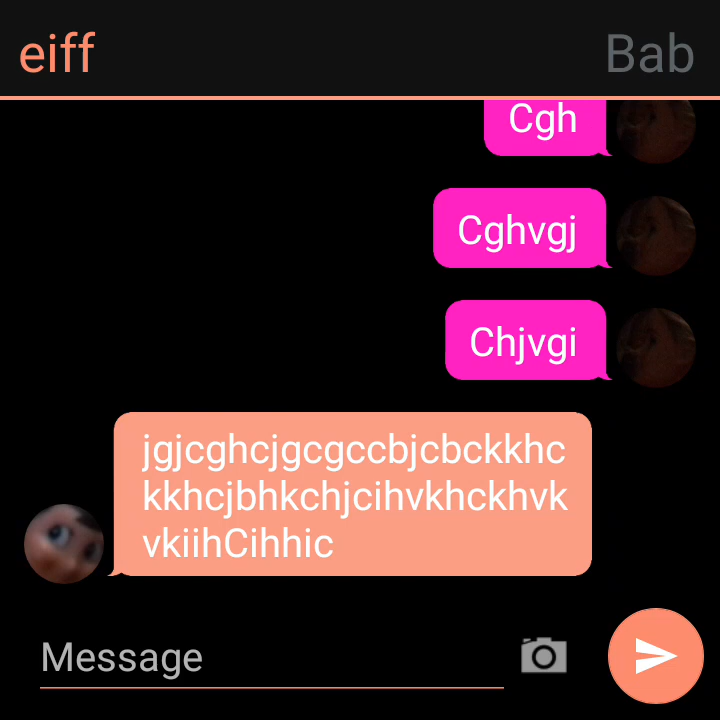 eiff
Bab
Cgh
Cghvgj
Chjvgi
jgjcghcjgcgccbjcbckkhc
kkhcjbhkchjcihvkhckhvk
vkiihCihhic
Message